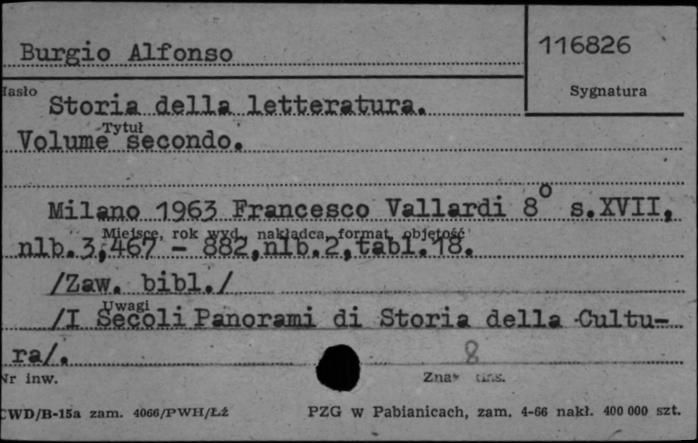 Burgio Alfonso
116826
Hasło
Sygnatura
Storia della letteratura.
Tytuł
Volume secondo.
Milano 1963 Francesco Vallardi 8° s.XVII,
Miejsce, rok wyd., nakładca, format, objętość
nlb.3,467 - 882,nlb.2,tabl.18.
/Zaw. bibl./
Uwagi
/I Secoli Panorami di Storia della Cultu-
ra/.
8
Nr inw.
Znak
CWD/B-15a zam. 4066/PWH/ŁŻ
PZG w Pabianicach, zam. 4-66 nakł. 400 000 szt.